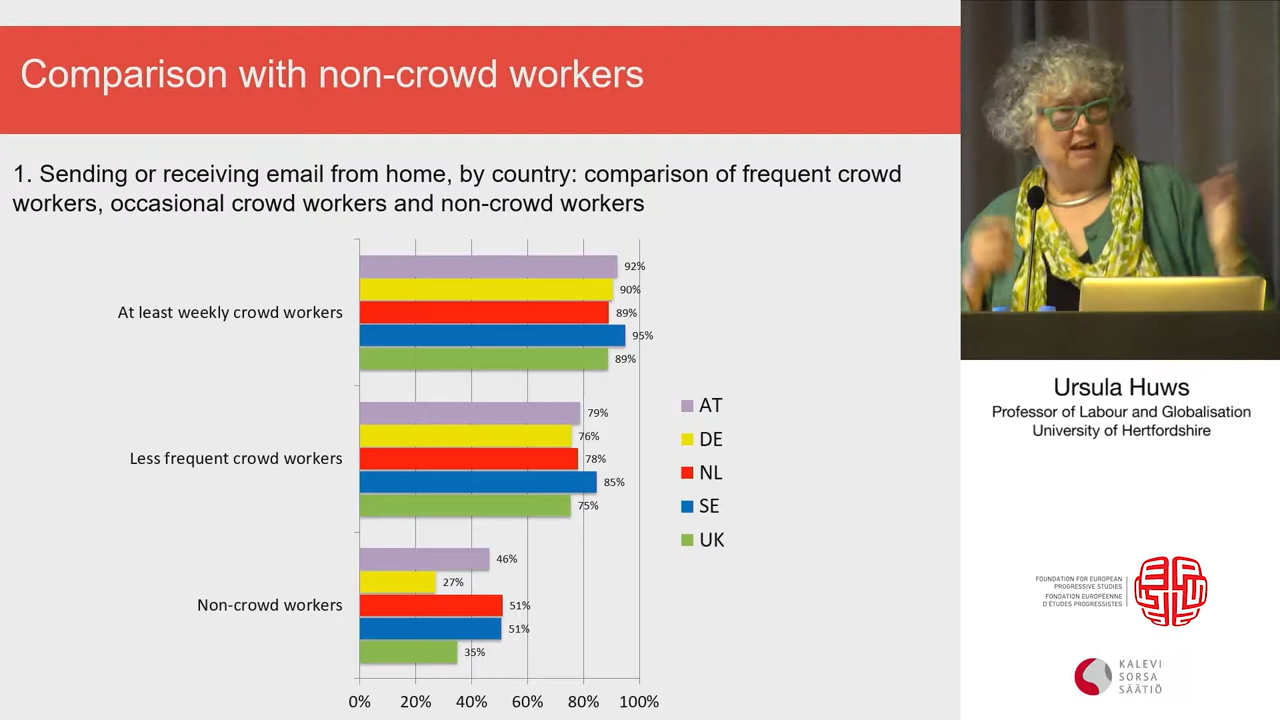 Comparison with non-crowd workers
1. Sending or receiving email from home, by country: comparison of frequent crowd
workers, occasional crowd workers and non-crowd workers
At least weekly crowd workers
92%
90%
89%
95%
89%
Less frequent crowd workers
79%
76%
78%
85%
75%
Non-crowd workers
46%
27%
51%
51%
35%
0% 20% 40% 60% 80% 100%
AT
DE
NL
SE
UK
Ursula Huws
Professor of Labour and Globalisation
University of Hertfordshire
FOUNDATION FOR EUROPEAN
PROGRESSIVE STUDIES
FONDATION EUROPÉENNE
D'ÉTUDES PROGRESSISTES
KALEVI
SORSA
SÄÄTIÖ